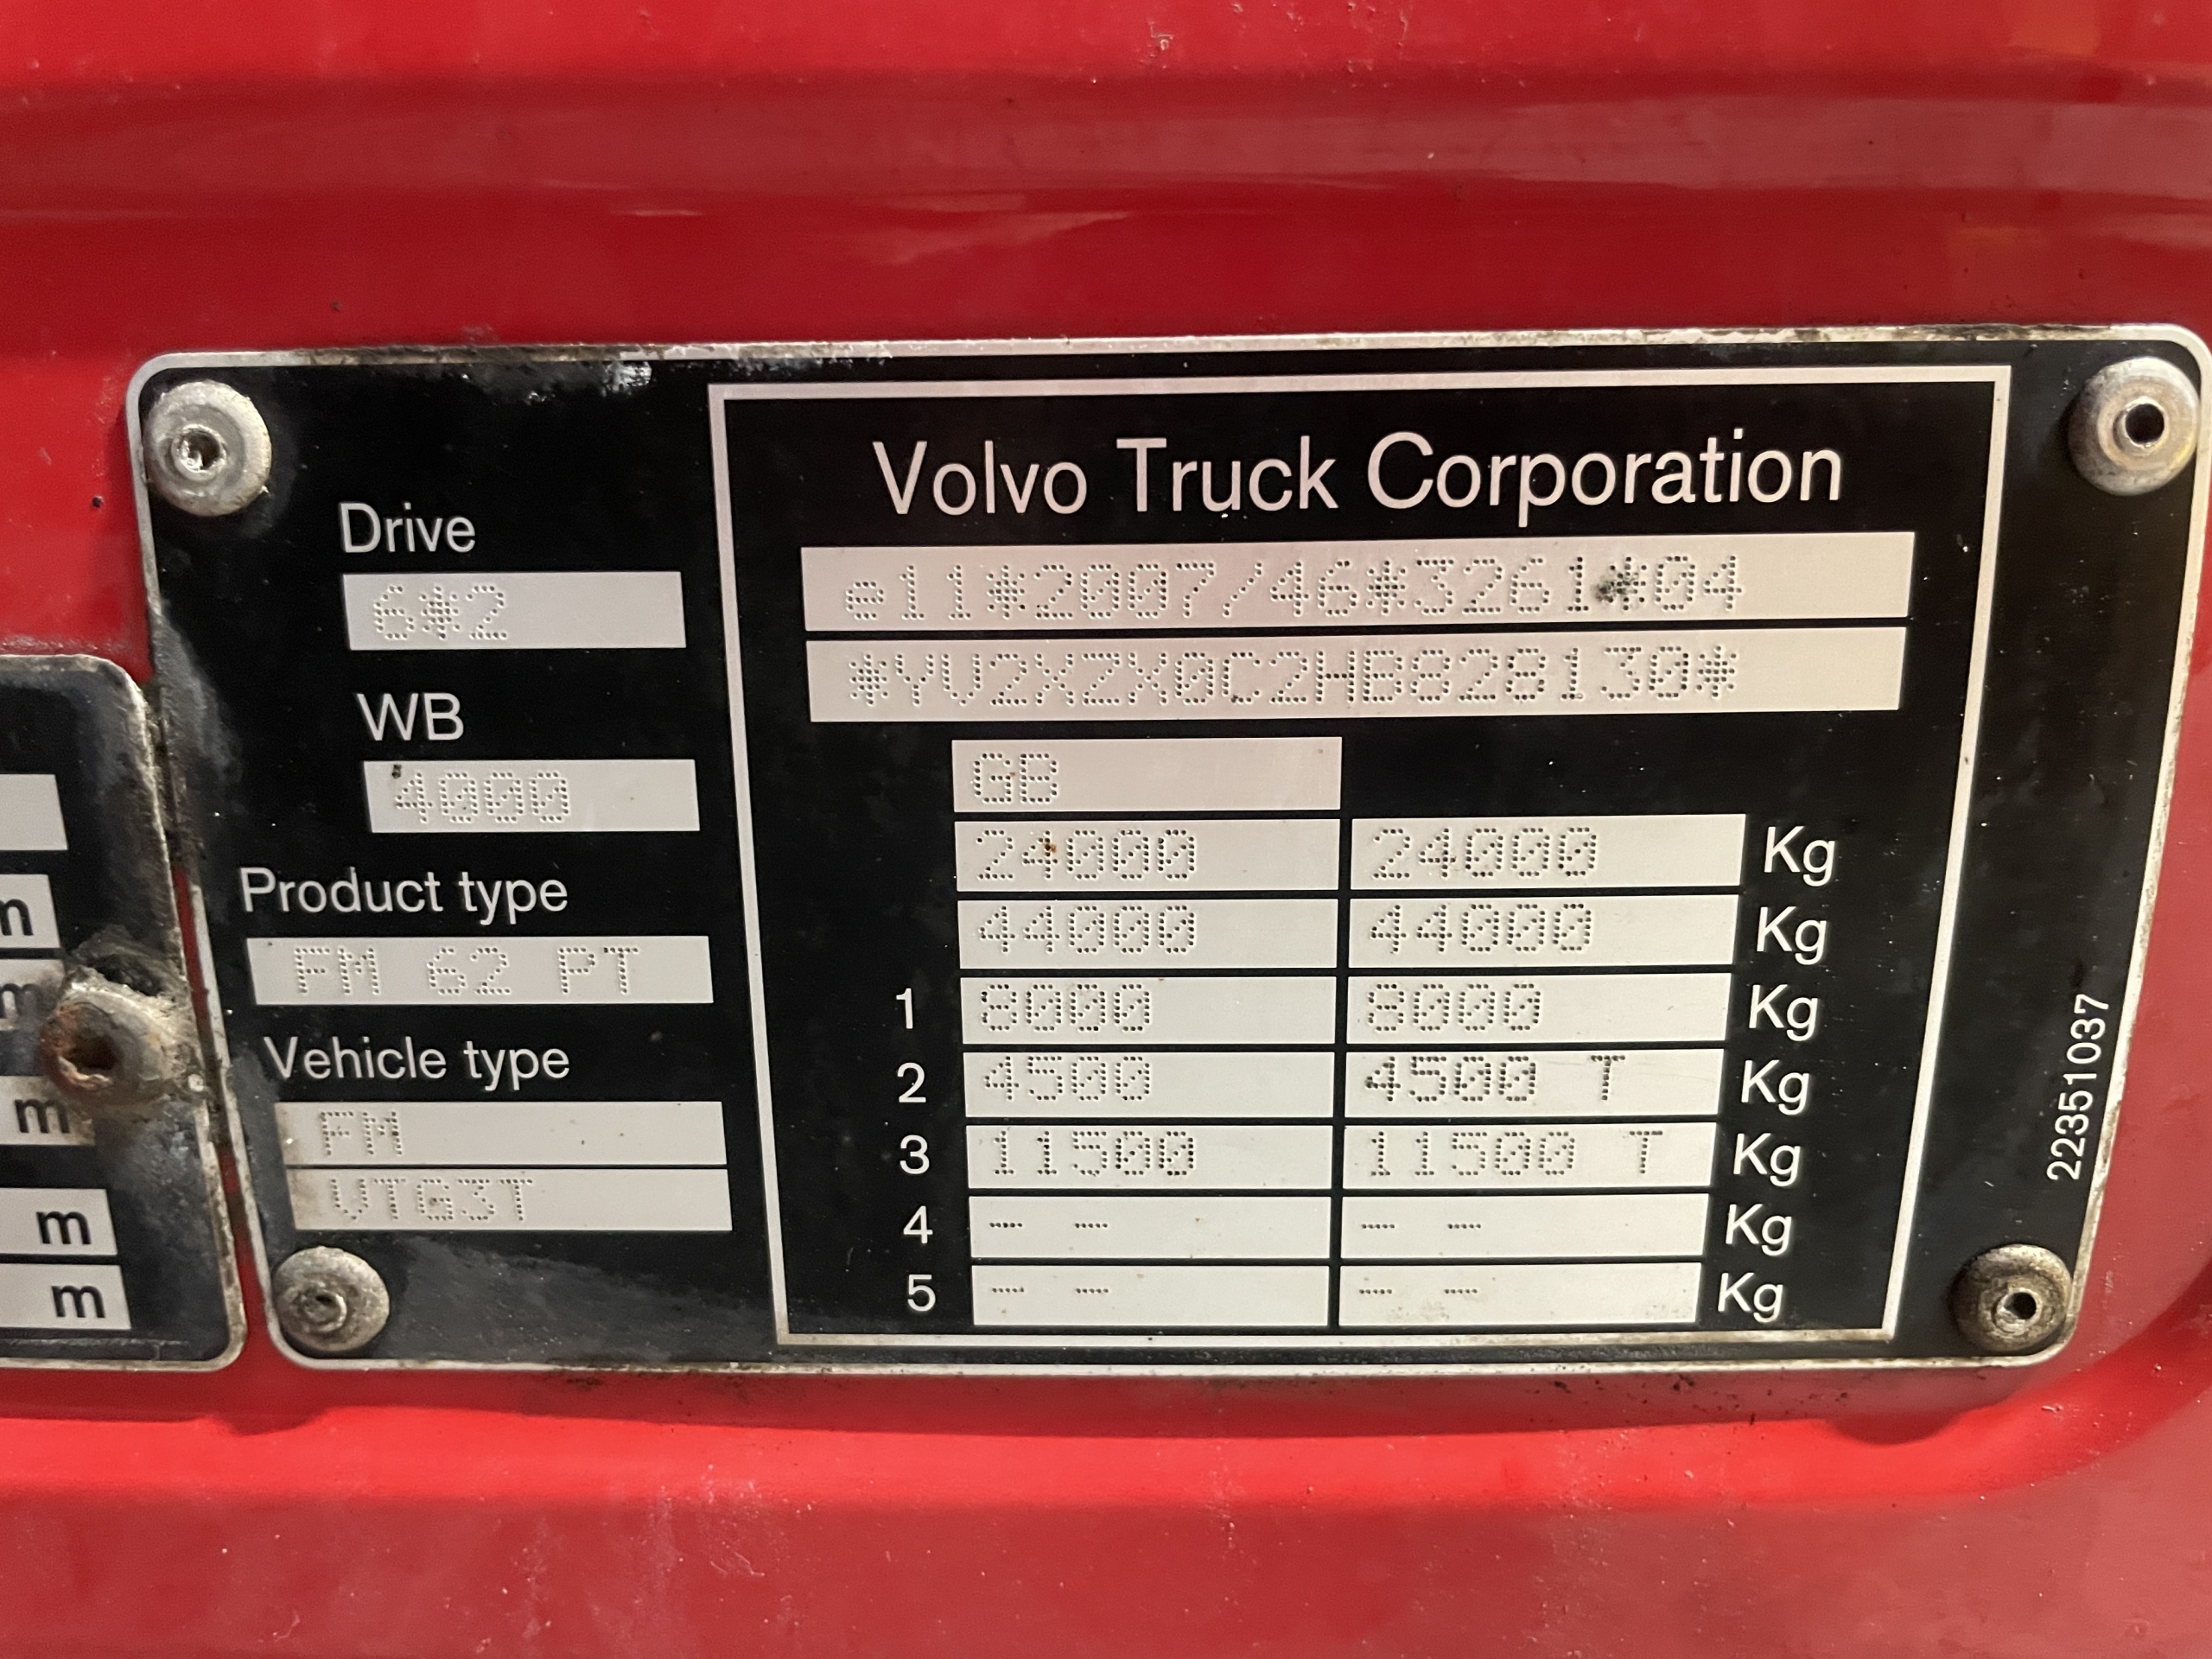 Volvo Truck Corporation
Drive
6*2
WB
4000
Product type
FM 62 PT
Vehicle type
FM
VTG3T
e11*2007/46*3261*04
*YV2XZX0C2HB828130*
GB
24000 24000 Kg
44000 44000 Kg
1 8000 8000 Kg
2 4500 4500 T Kg
3 11500 11500 T Kg
4 -- -- -- -- Kg
5 -- -- -- -- Kg
22351037
m
m
m
m
m